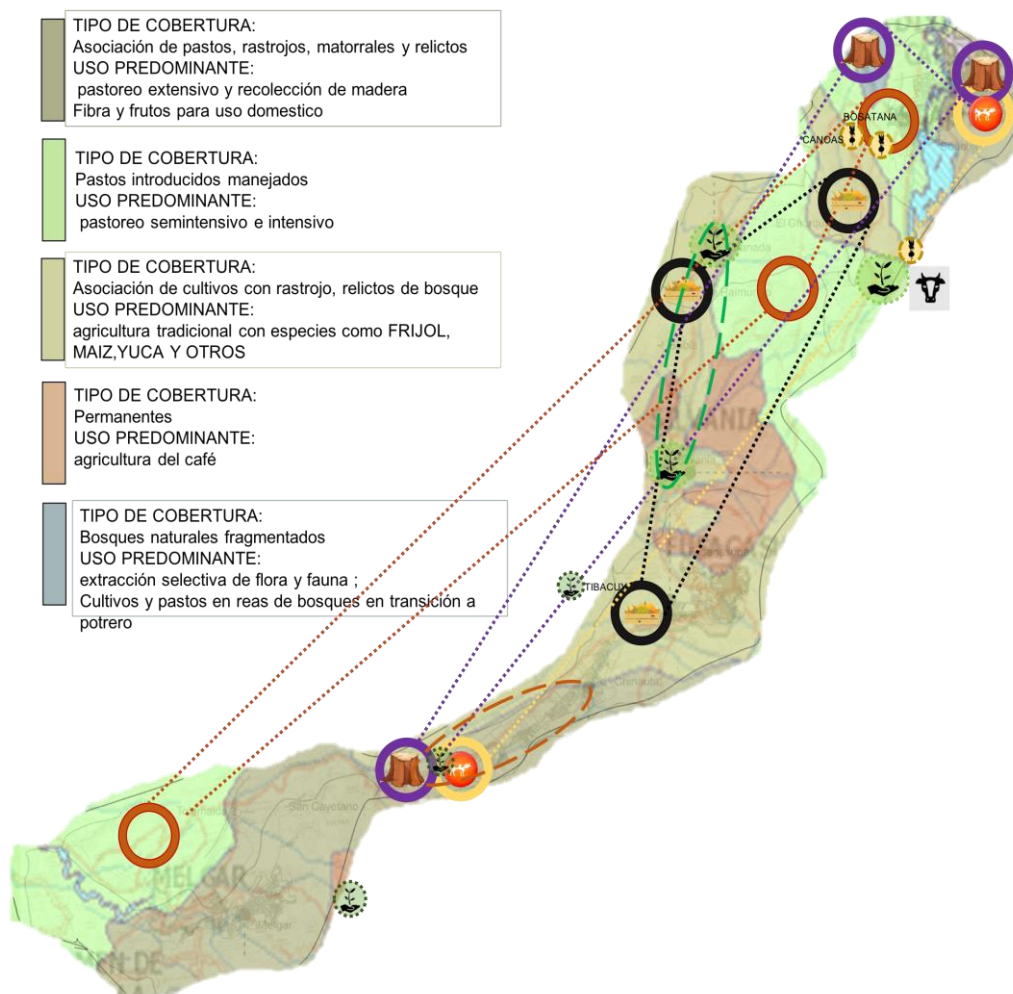 TIPO DE COBERTURA:
Asociación de pastos, rastrojos, matorrales y relictos
USO PREDOMINANTE:
pastoreo extensivo y recolección de madera
Fibra y frutos para uso domestico
TIPO DE COBERTURA:
Pastos introducidos manejados
USO PREDOMINANTE:
pastoreo semintensivo e intensivo
TIPO DE COBERTURA:
Asociación de cultivos con rastrojo, relictos de bosque
USO PREDOMINANTE:
agricultura tradicional con especies como FRIJOL,
MAIZ,YUCA Y OTROS
TIPO DE COBERTURA:
Permanentes
USO PREDOMINANTE:
agricultura del café
TIPO DE COBERTURA:
Bosques naturales fragmentados
USO PREDOMINANTE:
extracción selectiva de flora y fauna ;
Cultivos y pastos en reas de bosques en transición a
potrero
BOSATANA
CANOAS
TIBACUY
Chinauta
San Cayetano
MELGAR
Melgar
MEN DE